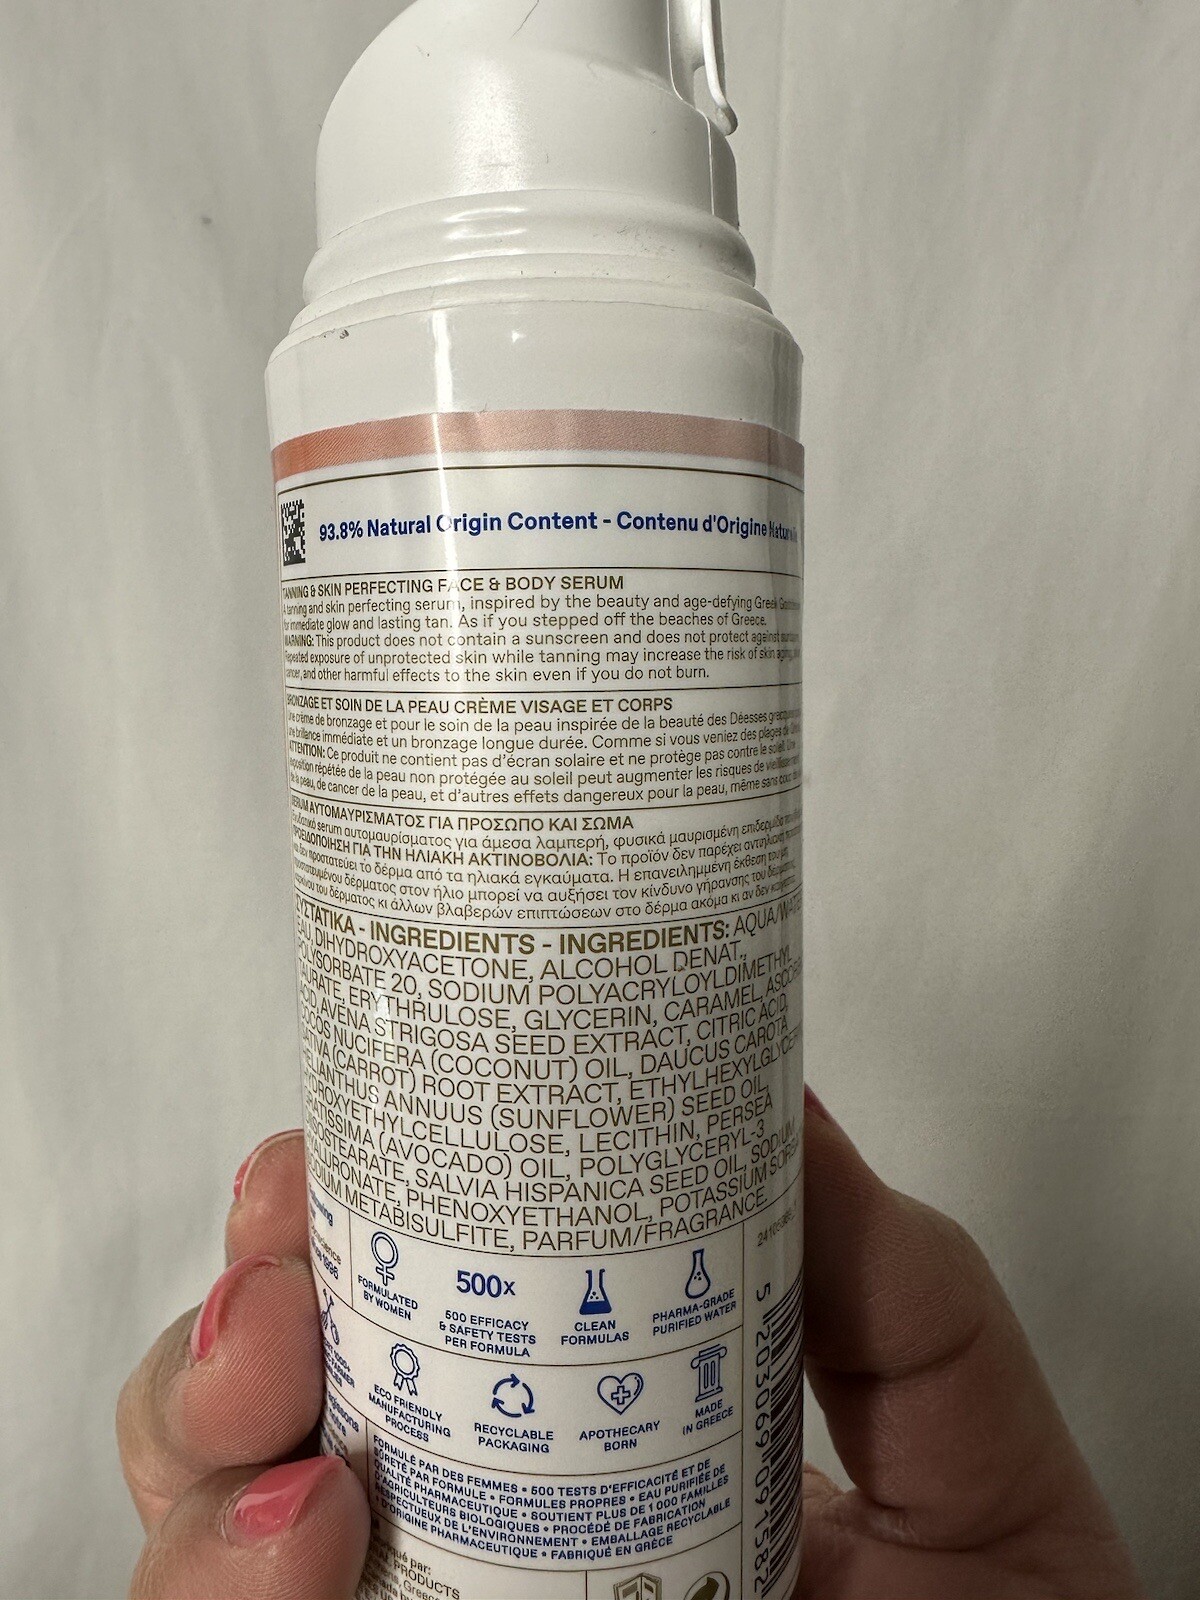 93.8% Natural Origin Content - Contenu d'Origine
TANNING & SKIN PERFECTING FACE & BODY SERUM
A tanning and skin perfecting serum, inspired by the beauty and age-defying Greek
for immediate glow and lasting tan. As if you stepped off the beaches of Greece.
WARNING: This product does not contain a sunscreen and does not protect against
Repeated exposure of unprotected skin while tanning may increase the risk of skin aging,
cancer, and other harmful effects to the skin even if you do not burn.
BRONZAGE ET SOIN DE LA PEAU CRÈME VISAGE ET CORPS
Une crème de bronzage et pour le soin de la peau inspirée de la beauté des Déesses
une brillance immédiate et un bronzage longue durée. Comme si vous veniez des plages de
ATTENTION: Ce produit ne contient pas d'écran solaire et ne protège pas contre le soleil. Une
exposition répétée de la peau non protégée au soleil peut augmenter les risques de vieillissement
de la peau, de cancer de la peau, et d'autres effets dangereux pour la peau, même sans
SERUM ΑΥΤΟΜΑΥΡΙΣΜΑΤΟΣ ΓΙΑ ΠΡΟΣΩΠΟ ΚΑΙ ΣΩΜΑ
serum αυτομαυρίσματος για άμεσα λαμπερή, φυσικά μαυρισμένη επιδερμίδα
ΠΡΟΕΙΔΟΠΟΙΗΣΗ ΓΙΑ ΤΗΝ ΗΛΙΑΚΗ ΑΚΤΙΝΟΒΟΛΙΑ: Το προϊόν δεν παρέχει αντηλιακή
και δεν προστατεύει το δέρμα από τα ηλιακά εγκαύματα. Η επανειλημμένη έκθεση του μη
προστατευμένου δέρματος στον ήλιο μπορεί να αυξήσει τον κίνδυνο γήρανσης του δέρματος,
καρκίνου του δέρματος κι άλλων βλαβερών επιπτώσεων στο δέρμα ακόμα κι αν δεν
ΣΥΣΤΑΤΙΚΑ - INGREDIENTS - INGREDIENTS: AQUA/WATER/
EAU, DIHYDROXYACETONE, ALCOHOL DENAT.,
POLYSORBATE 20, SODIUM POLYACRYLOYLDIMETHYL
TAURATE, ERYTHRULOSE, GLYCERIN, CARAMEL, ASCORBIC
ACID, AVENA STRIGOSA SEED EXTRACT, CITRIC ACID,
COCOS NUCIFERA (COCONUT) OIL, DAUCUS CAROTA
SATIVA (CARROT) ROOT EXTRACT, ETHYLHEXYLGLYCERIN,
HELIANTHUS ANNUUS (SUNFLOWER) SEED OIL,
HYDROXYETHYLCELLULOSE, LECITHIN, PERSEA
GRATISSIMA (AVOCADO) OIL, POLYGLYCERYL-3
DIISOSTEARATE, SALVIA HISPANICA SEED OIL, SODIUM
HYALURONATE, PHENOXYETHANOL, POTASSIUM SORBATE,
SODIUM METABISULFITE, PARFUM/FRAGRANCE.
FORMULATED
BY WOMEN
500x
500 EFFICACY
& SAFETY TESTS
PER FORMULA
CLEAN
FORMULAS
PHARMA-GRADE
PURIFIED WATER
ECO FRIENDLY
MANUFACTURING
PROCESS
RECYCLABLE
PACKAGING
APOTHECARY
BORN
MADE
IN GREECE
FORMULÉ PAR DES FEMMES • 500 TESTS D'EFFICACITÉ ET DE
SÛRETÉ PAR FORMULE • FORMULES PROPRES • EAU PURIFIÉE DE
QUALITÉ PHARMACEUTIQUE • SOUTIENT PLUS DE 1 000 FAMILLES
D'AGRICULTEURS BIOLOGIQUES • PROCÉDÉ DE FABRICATION
RESPECTUEUX DE L'ENVIRONNEMENT • EMBALLAGE RECYCLABLE
• D'ORIGINE PHARMACEUTIQUE • FABRIQUÉ EN GRÈCE
par:
PRODUCTS
5 203069 091582